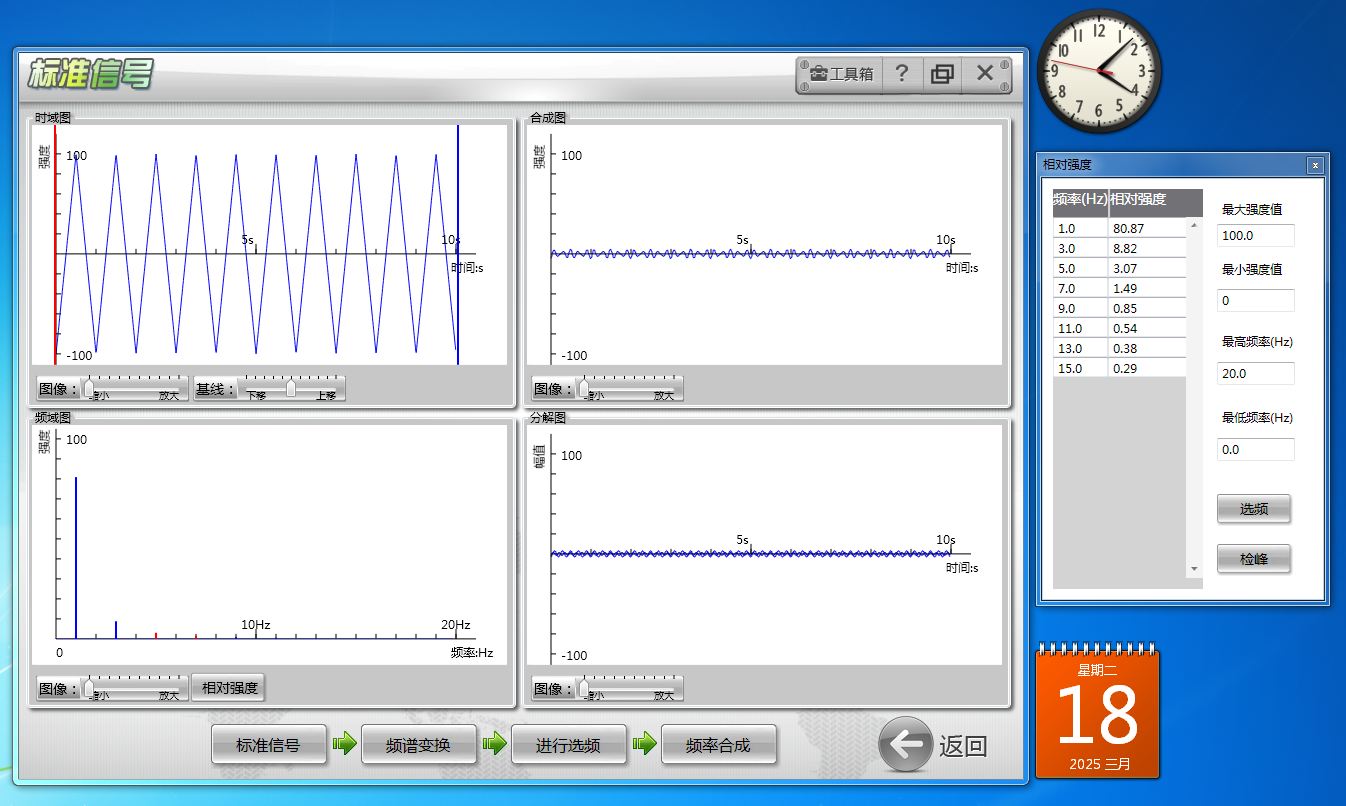 标准信号
工具箱 ?
时域图
强度
100
5s
10s
时间:s
-100
图像: 缩小 放大
基线: 下移 上移
合成图
强度
100
5s
10s
时间:s
-100
图像: 缩小 放大
频域图
强度
100
10Hz
20Hz
0
频率:Hz
图像: 缩小 放大
相对强度
分解图
幅值
100
5s
10s
时间:s
-100
图像: 缩小 放大
标准信号 频谱变换 进行选频 频率合成 返回
12 1 2 3 4 5 6 7 8 9 10 11
相对强度 x
频率(Hz) 相对强度
1.0 80.87
3.0 8.82
5.0 3.07
7.0 1.49
9.0 0.85
11.0 0.54
13.0 0.38
15.0 0.29
最大强度值
100.0
最小强度值
0
最高频率(Hz)
20.0
最低频率(Hz)
0.0
选频
检峰
星期二
18
2025 三月